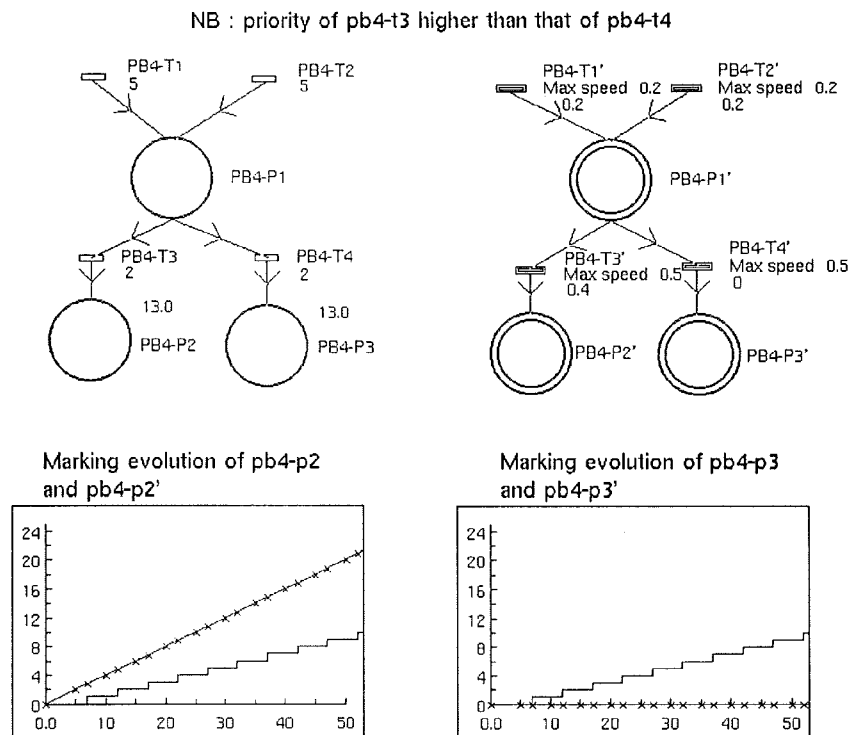 NB : priority of pb4-t3 higher than that of pb4-t4
PB4-T1
5
PB4-T2
5
PB4-P1
PB4-T3
2
PB4-T4
2
13.0
PB4-P2
13.0
PB4-P3
PB4-T1'
Max speed 0.2
0.2
PB4-T2'
Max speed 0.2
0.2
PB4-P1'
PB4-T3'
Max speed 0.5
0.4
PB4-T4'
Max speed 0.5
0
PB4-P2'
PB4-P3'
Marking evolution of pb4-p2
and pb4-p2'
24
20
16
12
8
4
0
0.0 10 20 30 40 50
Marking evolution of pb4-p3
and pb4-p3'
24
20
16
12
8
4
0
0.0 10 20 30 40 50